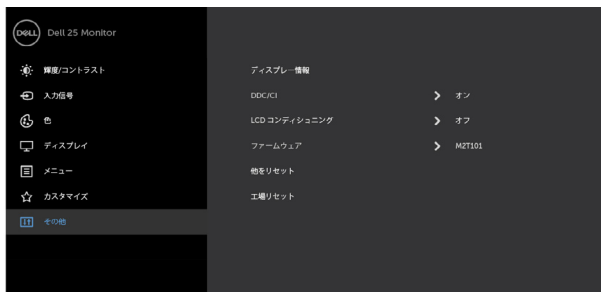 DELL
Dell 25 Monitor
輝度/コントラスト
入力信号
色
ディスプレイ
メニュー
カスタマイズ
その他
ディスプレー情報
DDC/CI オン
LCD コンディショニング オフ
ファームウェア M2T101
他をリセット
工場リセット